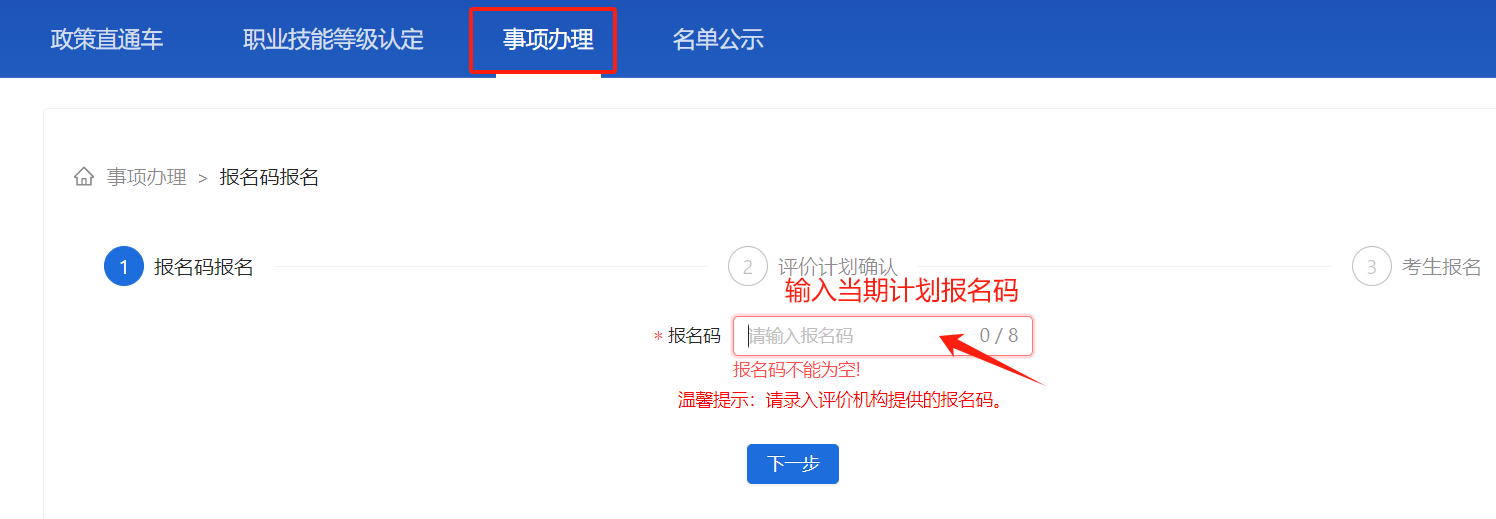 政策直通车 职业技能等级认定 事项办理 名单公示
事项办理 > 报名码报名
1 报名码报名 2 评价计划确认 3 考生报名
输入当期计划报名码
* 报名码 请输入报名码 0 / 8
报名码不能为空!
温馨提示：请录入评价机构提供的报名码。
下一步